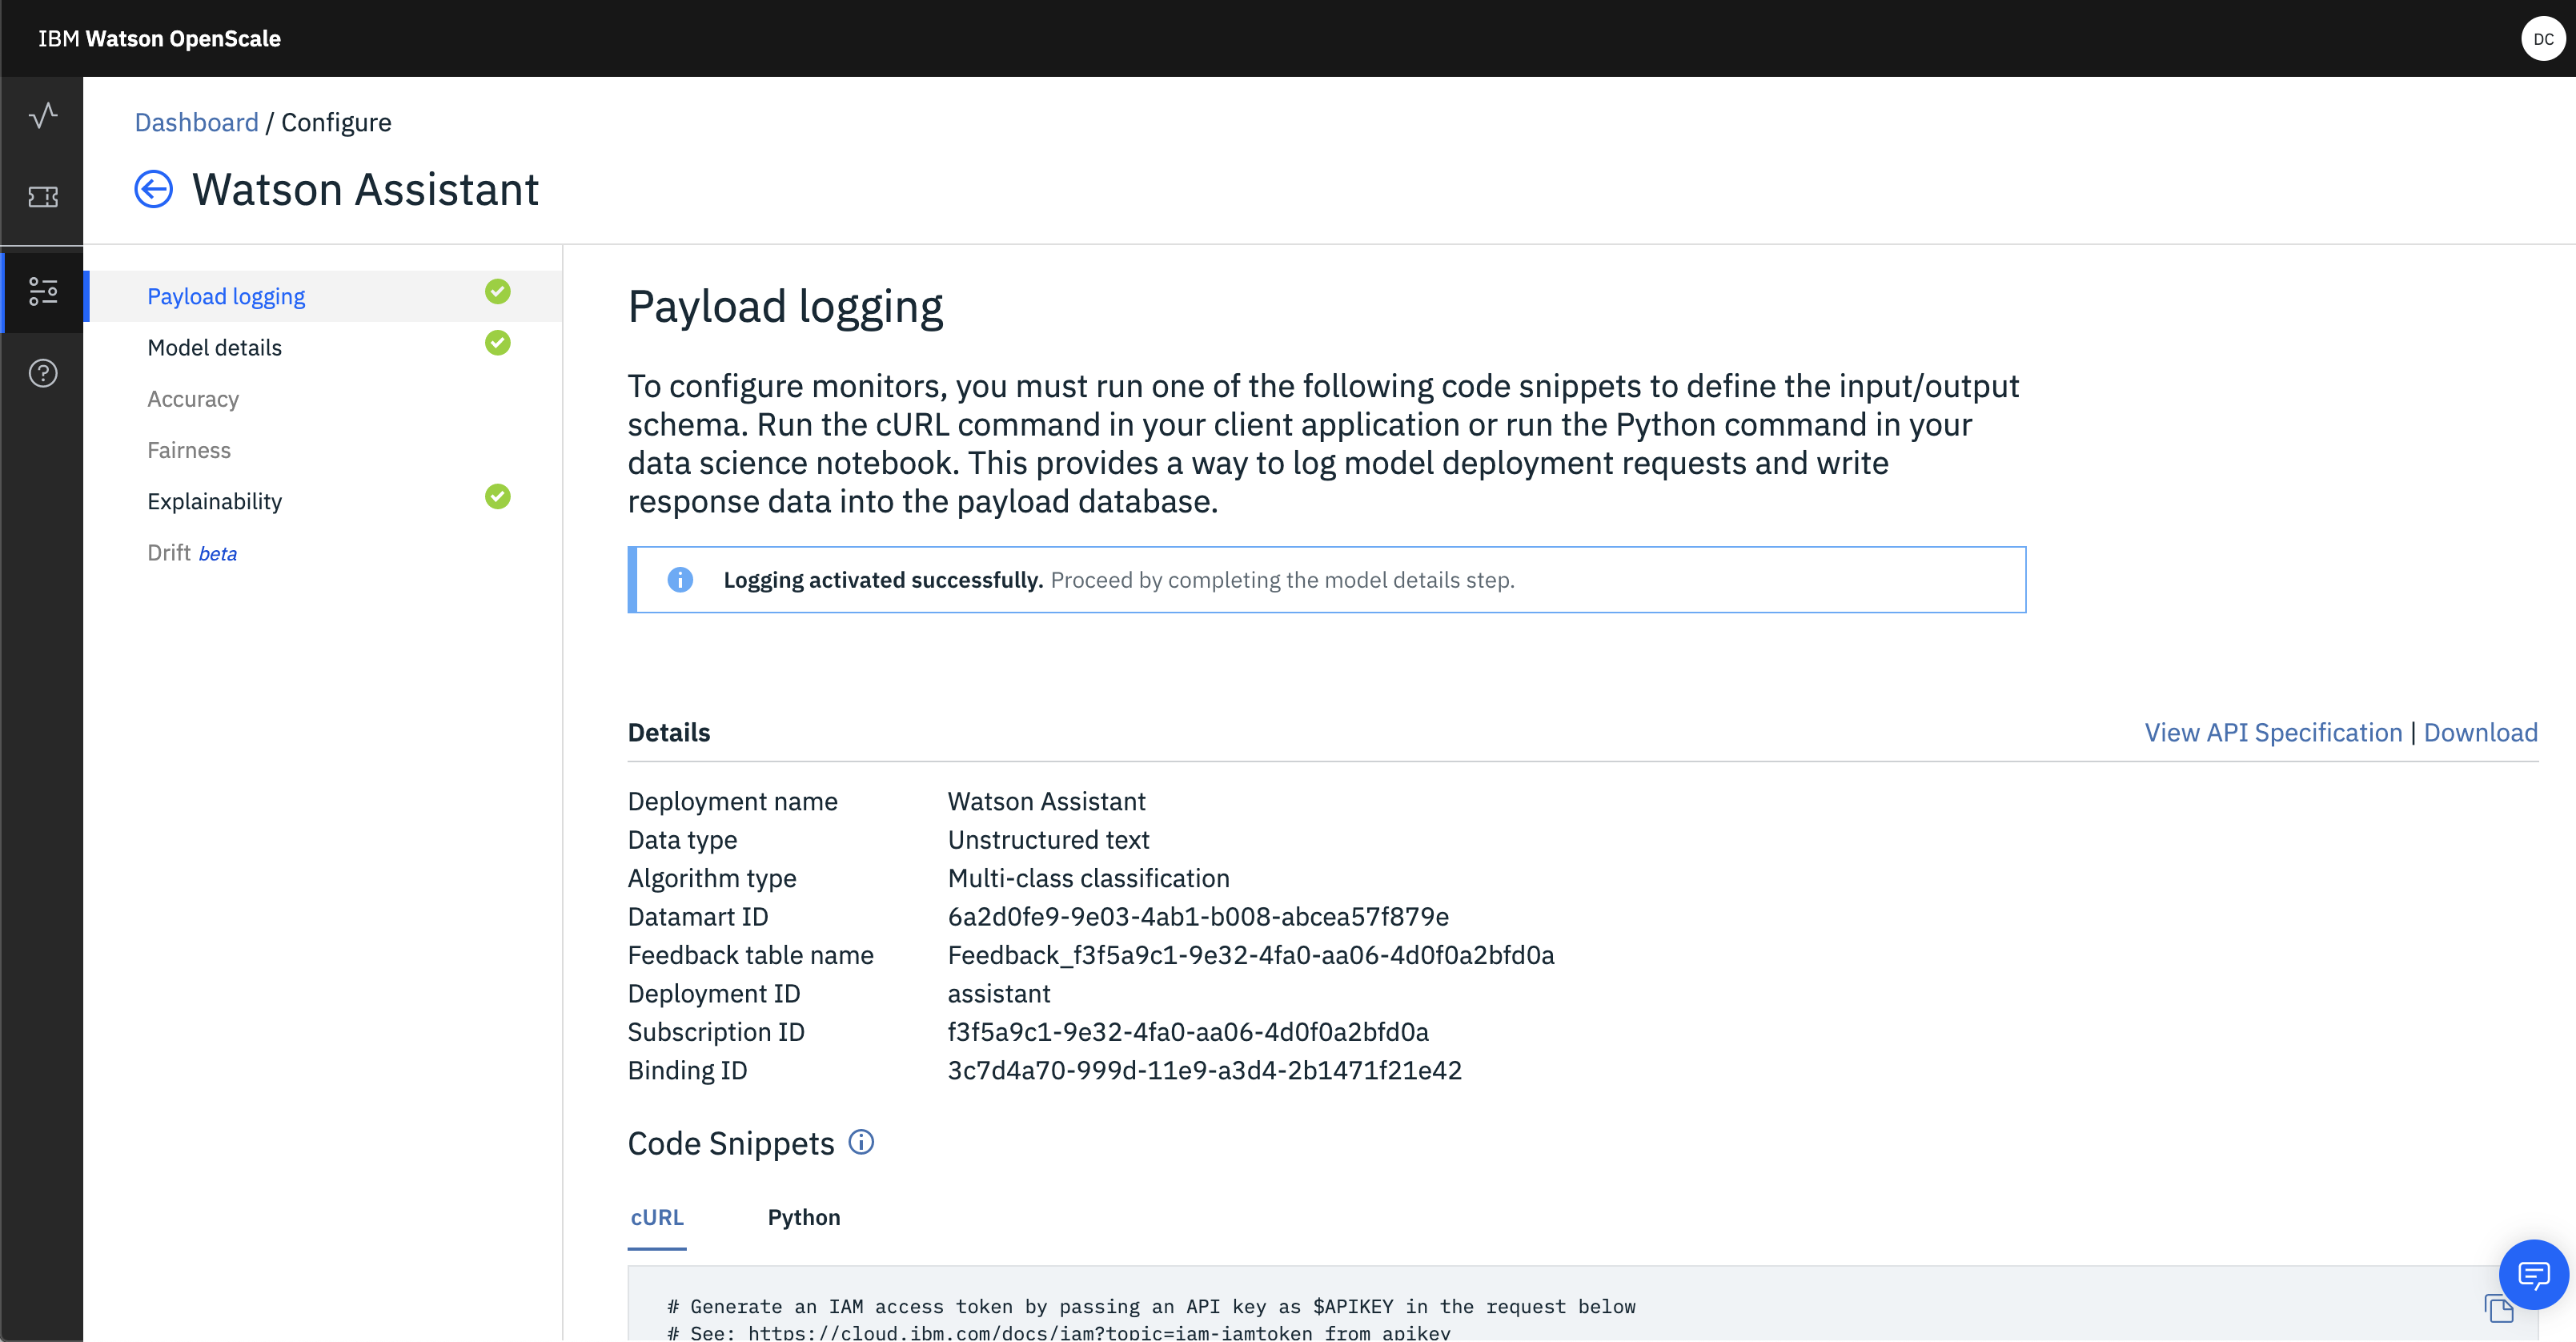 IBM Watson OpenScale
DC
Dashboard / Configure
Watson Assistant
Payload logging
Model details
Accuracy
Fairness
Explainability
Drift beta
Payload logging
To configure monitors, you must run one of the following code snippets to define the input/output
schema. Run the cURL command in your client application or run the Python command in your
data science notebook. This provides a way to log model deployment requests and write
response data into the payload database.
Logging activated successfully. Proceed by completing the model details step.
Details
View API Specification | Download
Deployment name Watson Assistant
Data type Unstructured text
Algorithm type Multi-class classification
Datamart ID 6a2d0fe9-9e03-4ab1-b008-abcea57f879e
Feedback table name Feedback_f3f5a9c1-9e32-4fa0-aa06-4d0f0a2bfd0a
Deployment ID assistant
Subscription ID f3f5a9c1-9e32-4fa0-aa06-4d0f0a2bfd0a
Binding ID 3c7d4a70-999d-11e9-a3d4-2b1471f21e42
Code Snippets
cURL Python
# Generate an IAM access token by passing an API key as $APIKEY in the request below
# See: https://cloud.ibm.com/docs/iam?topic=iam-iamtoken_from_apikey